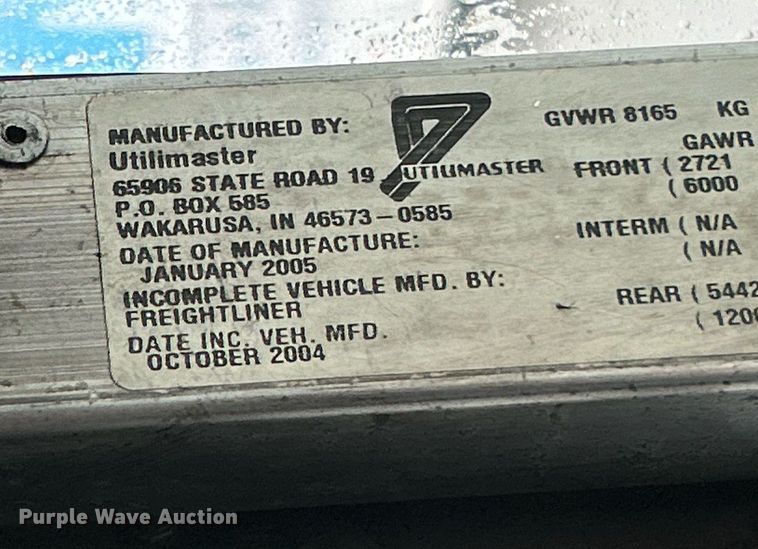 MANUFACTURED BY:
Utilimaster
65906 STATE ROAD 19
P.O. BOX 585
WAKARUSA, IN 46573-0585
DATE OF MANUFACTURE:
JANUARY 2005
INCOMPLETE VEHICLE MFD. BY:
FREIGHTLINER
DATE INC. VEH. MFD.
OCTOBER 2004
UTILIMASTER
GVWR 8165 KG
GAWR
FRONT ( 2721
( 6000
INTERM ( N/A
( N/A
REAR ( 5442
Purple Wave Auction